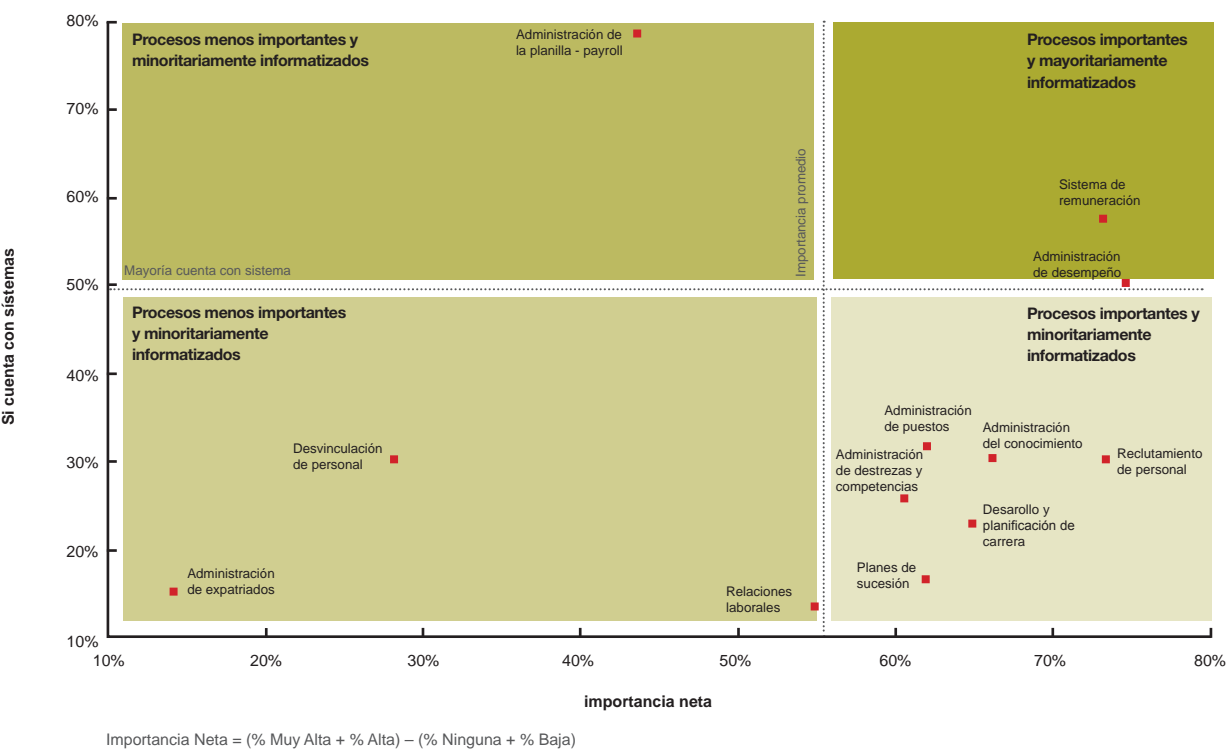 Si cuenta con sistemas
80%
70%
60%
50%
40%
30%
20%
10%
Procesos menos importantes y
minoritariamente informatizados
Administración de
la planilla - payroll
Importancia promedio
Mayoría cuenta con sistema
Procesos importantes
y mayoritariamente
informatizados
Sistema de
remuneración
Administración
de desempeño
Procesos menos importantes
y minoritariamente
informatizados
Desvinculación
de personal
Administración
de expatriados
Relaciones
laborales
Procesos importantes y
minoritariamente
informatizados
Administración
de puestos
Administración
del conocimiento
Reclutamiento
de personal
Administración
de destrezas y
competencias
Desarollo y
planificación de
carrera
Planes de
sucesión
10%
20%
30%
40%
50%
60%
70%
80%
importancia neta
Importancia Neta = (% Muy Alta + % Alta) – (% Ninguna + % Baja)